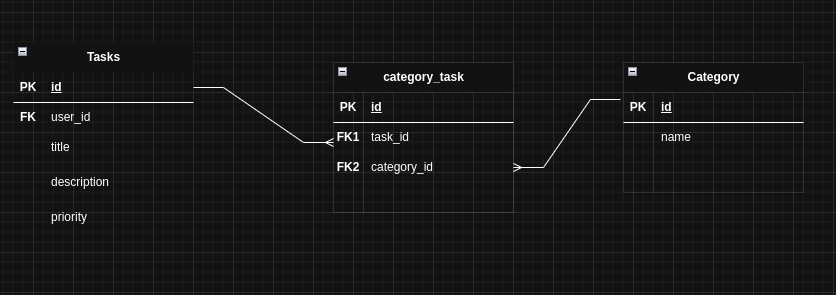 Tasks
PK id
FK user_id
title
description
priority
category_task
PK id
FK1 task_id
FK2 category_id
Category
PK id
name